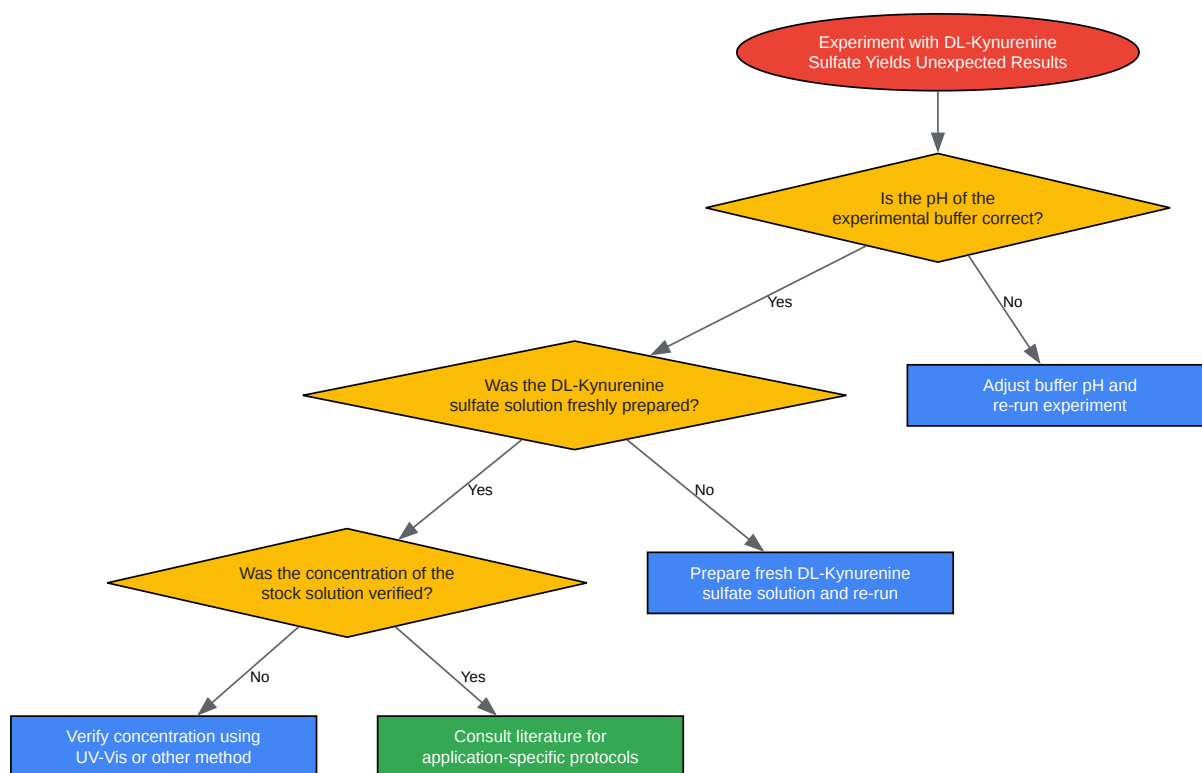 Experiment with DL-Kynurenine
Sulfate Yields Unexpected Results
Is the pH of the
experimental buffer correct?
Yes
No
Was the DL-Kynurenine
sulfate solution freshly prepared?
Adjust buffer pH and
re-run experiment
Yes
No
Was the concentration of the
stock solution verified?
Prepare fresh DL-Kynurenine
sulfate solution and re-run
No
Yes
Verify concentration using
UV-Vis or other method
Consult literature for
application-specific protocols